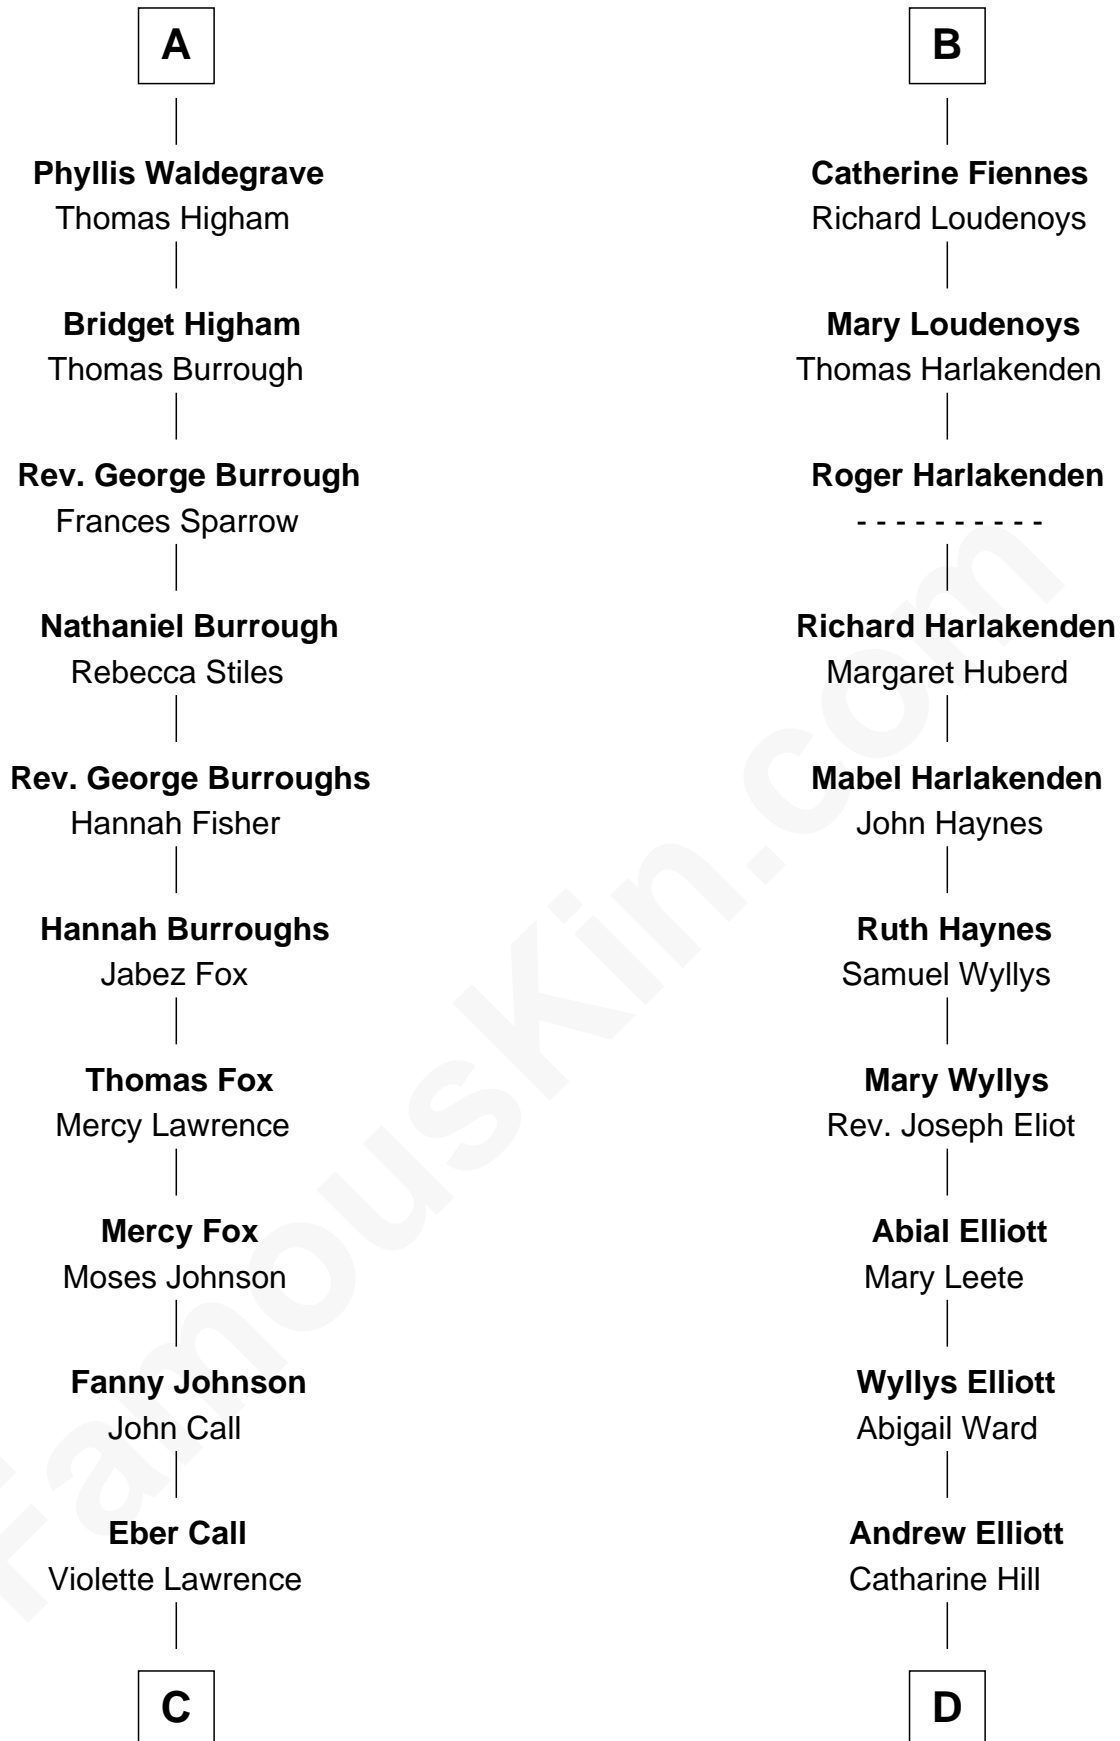 A
Phyllis Waldegrave
Thomas Higham
Bridget Higham
Thomas Burrough
Rev. George Burrough
Frances Sparrow
Nathaniel Burrough
Rebecca Stiles
Rev. George Burroughs
Hannah Fisher
Hannah Burroughs
Jabez Fox
Thomas Fox
Mercy Lawrence
Mercy Fox
Moses Johnson
Fanny Johnson
John Call
Eber Call
Violette Lawrence
C
B
Catherine Fiennes
Richard Loudenoys
Mary Loudenoys
Thomas Harlakenden
Roger Harlakenden
- - - - - - - - - -
Richard Harlakenden
Margaret Huberd
Mabel Harlakenden
John Haynes
Ruth Haynes
Samuel Wyllys
Mary Wyllys
Rev. Joseph Eliot
Abial Elliott
Mary Leete
Wyllys Elliott
Abigail Ward
Andrew Elliott
Catharine Hill
D
FamousKin.com